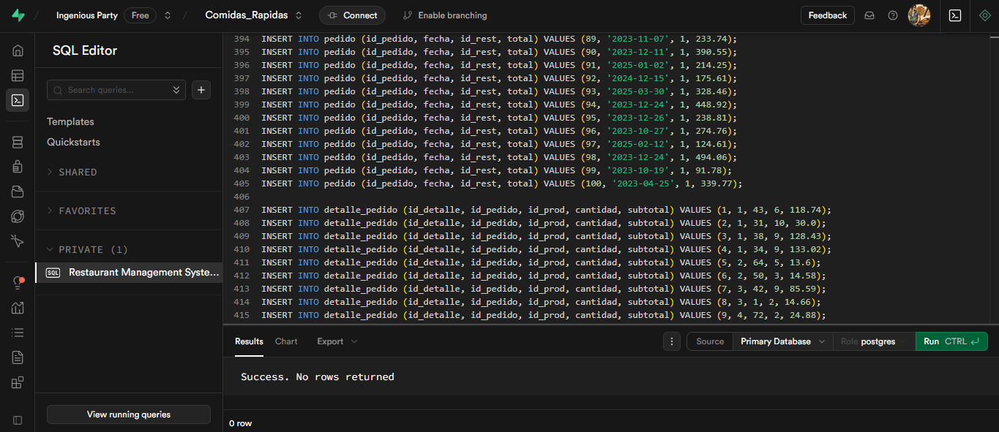 Ingenious Party Free Comidas_Rapidas Connect Enable branching Feedback
SQL Editor
Search queries...
Templates
Quickstarts
SHARED
FAVORITES
PRIVATE (1)
SQL Restaurant Management Syste...
View running queries
394 INSERT INTO pedido (id_pedido, fecha, id_rest, total) VALUES (89, '2023-11-07', 1, 233.74);
395 INSERT INTO pedido (id_pedido, fecha, id_rest, total) VALUES (90, '2023-12-11', 1, 390.55);
396 INSERT INTO pedido (id_pedido, fecha, id_rest, total) VALUES (91, '2025-01-02', 1, 214.25);
397 INSERT INTO pedido (id_pedido, fecha, id_rest, total) VALUES (92, '2024-12-15', 1, 175.61);
398 INSERT INTO pedido (id_pedido, fecha, id_rest, total) VALUES (93, '2025-03-30', 1, 328.46);
399 INSERT INTO pedido (id_pedido, fecha, id_rest, total) VALUES (94, '2023-12-24', 1, 448.92);
400 INSERT INTO pedido (id_pedido, fecha, id_rest, total) VALUES (95, '2023-12-26', 1, 238.81);
401 INSERT INTO pedido (id_pedido, fecha, id_rest, total) VALUES (96, '2023-10-27', 1, 274.76);
402 INSERT INTO pedido (id_pedido, fecha, id_rest, total) VALUES (97, '2025-02-12', 1, 124.61);
403 INSERT INTO pedido (id_pedido, fecha, id_rest, total) VALUES (98, '2023-12-24', 1, 494.06);
404 INSERT INTO pedido (id_pedido, fecha, id_rest, total) VALUES (99, '2023-10-19', 1, 91.78);
405 INSERT INTO pedido (id_pedido, fecha, id_rest, total) VALUES (100, '2023-04-25', 1, 339.77);
406
407 INSERT INTO detalle_pedido (id_detalle, id_pedido, id_prod, cantidad, subtotal) VALUES (1, 1, 43, 6, 118.74);
408 INSERT INTO detalle_pedido (id_detalle, id_pedido, id_prod, cantidad, subtotal) VALUES (2, 1, 31, 10, 30.0);
409 INSERT INTO detalle_pedido (id_detalle, id_pedido, id_prod, cantidad, subtotal) VALUES (3, 1, 38, 9, 128.43);
410 INSERT INTO detalle_pedido (id_detalle, id_pedido, id_prod, cantidad, subtotal) VALUES (4, 1, 34, 9, 133.02);
411 INSERT INTO detalle_pedido (id_detalle, id_pedido, id_prod, cantidad, subtotal) VALUES (5, 2, 64, 5, 13.6);
412 INSERT INTO detalle_pedido (id_detalle, id_pedido, id_prod, cantidad, subtotal) VALUES (6, 2, 50, 3, 14.58);
413 INSERT INTO detalle_pedido (id_detalle, id_pedido, id_prod, cantidad, subtotal) VALUES (7, 3, 42, 9, 85.59);
414 INSERT INTO detalle_pedido (id_detalle, id_pedido, id_prod, cantidad, subtotal) VALUES (8, 3, 1, 2, 14.66);
415 INSERT INTO detalle_pedido (id_detalle, id_pedido, id_prod, cantidad, subtotal) VALUES (9, 4, 72, 2, 24.88);
Results Chart Export Source Primary Database Role postgres Run CTRL
Success. No rows returned
0 row